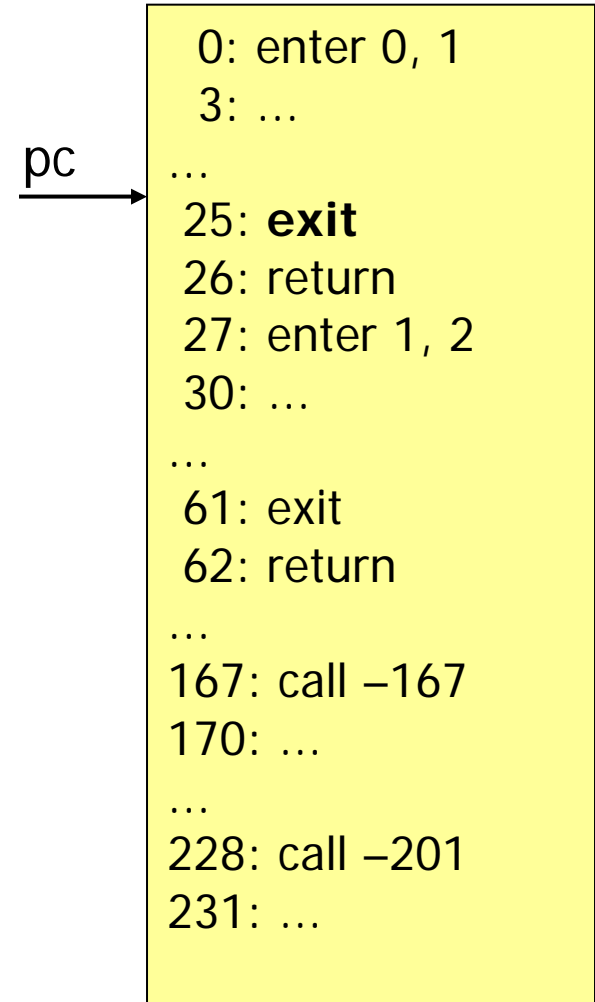 0: enter 0, 1
3: ...
pc
...
25: exit
26: return
27: enter 1, 2
30: ...
...
61: exit
62: return
...
167: call –167
170: ...
...
228: call –201
231: ...